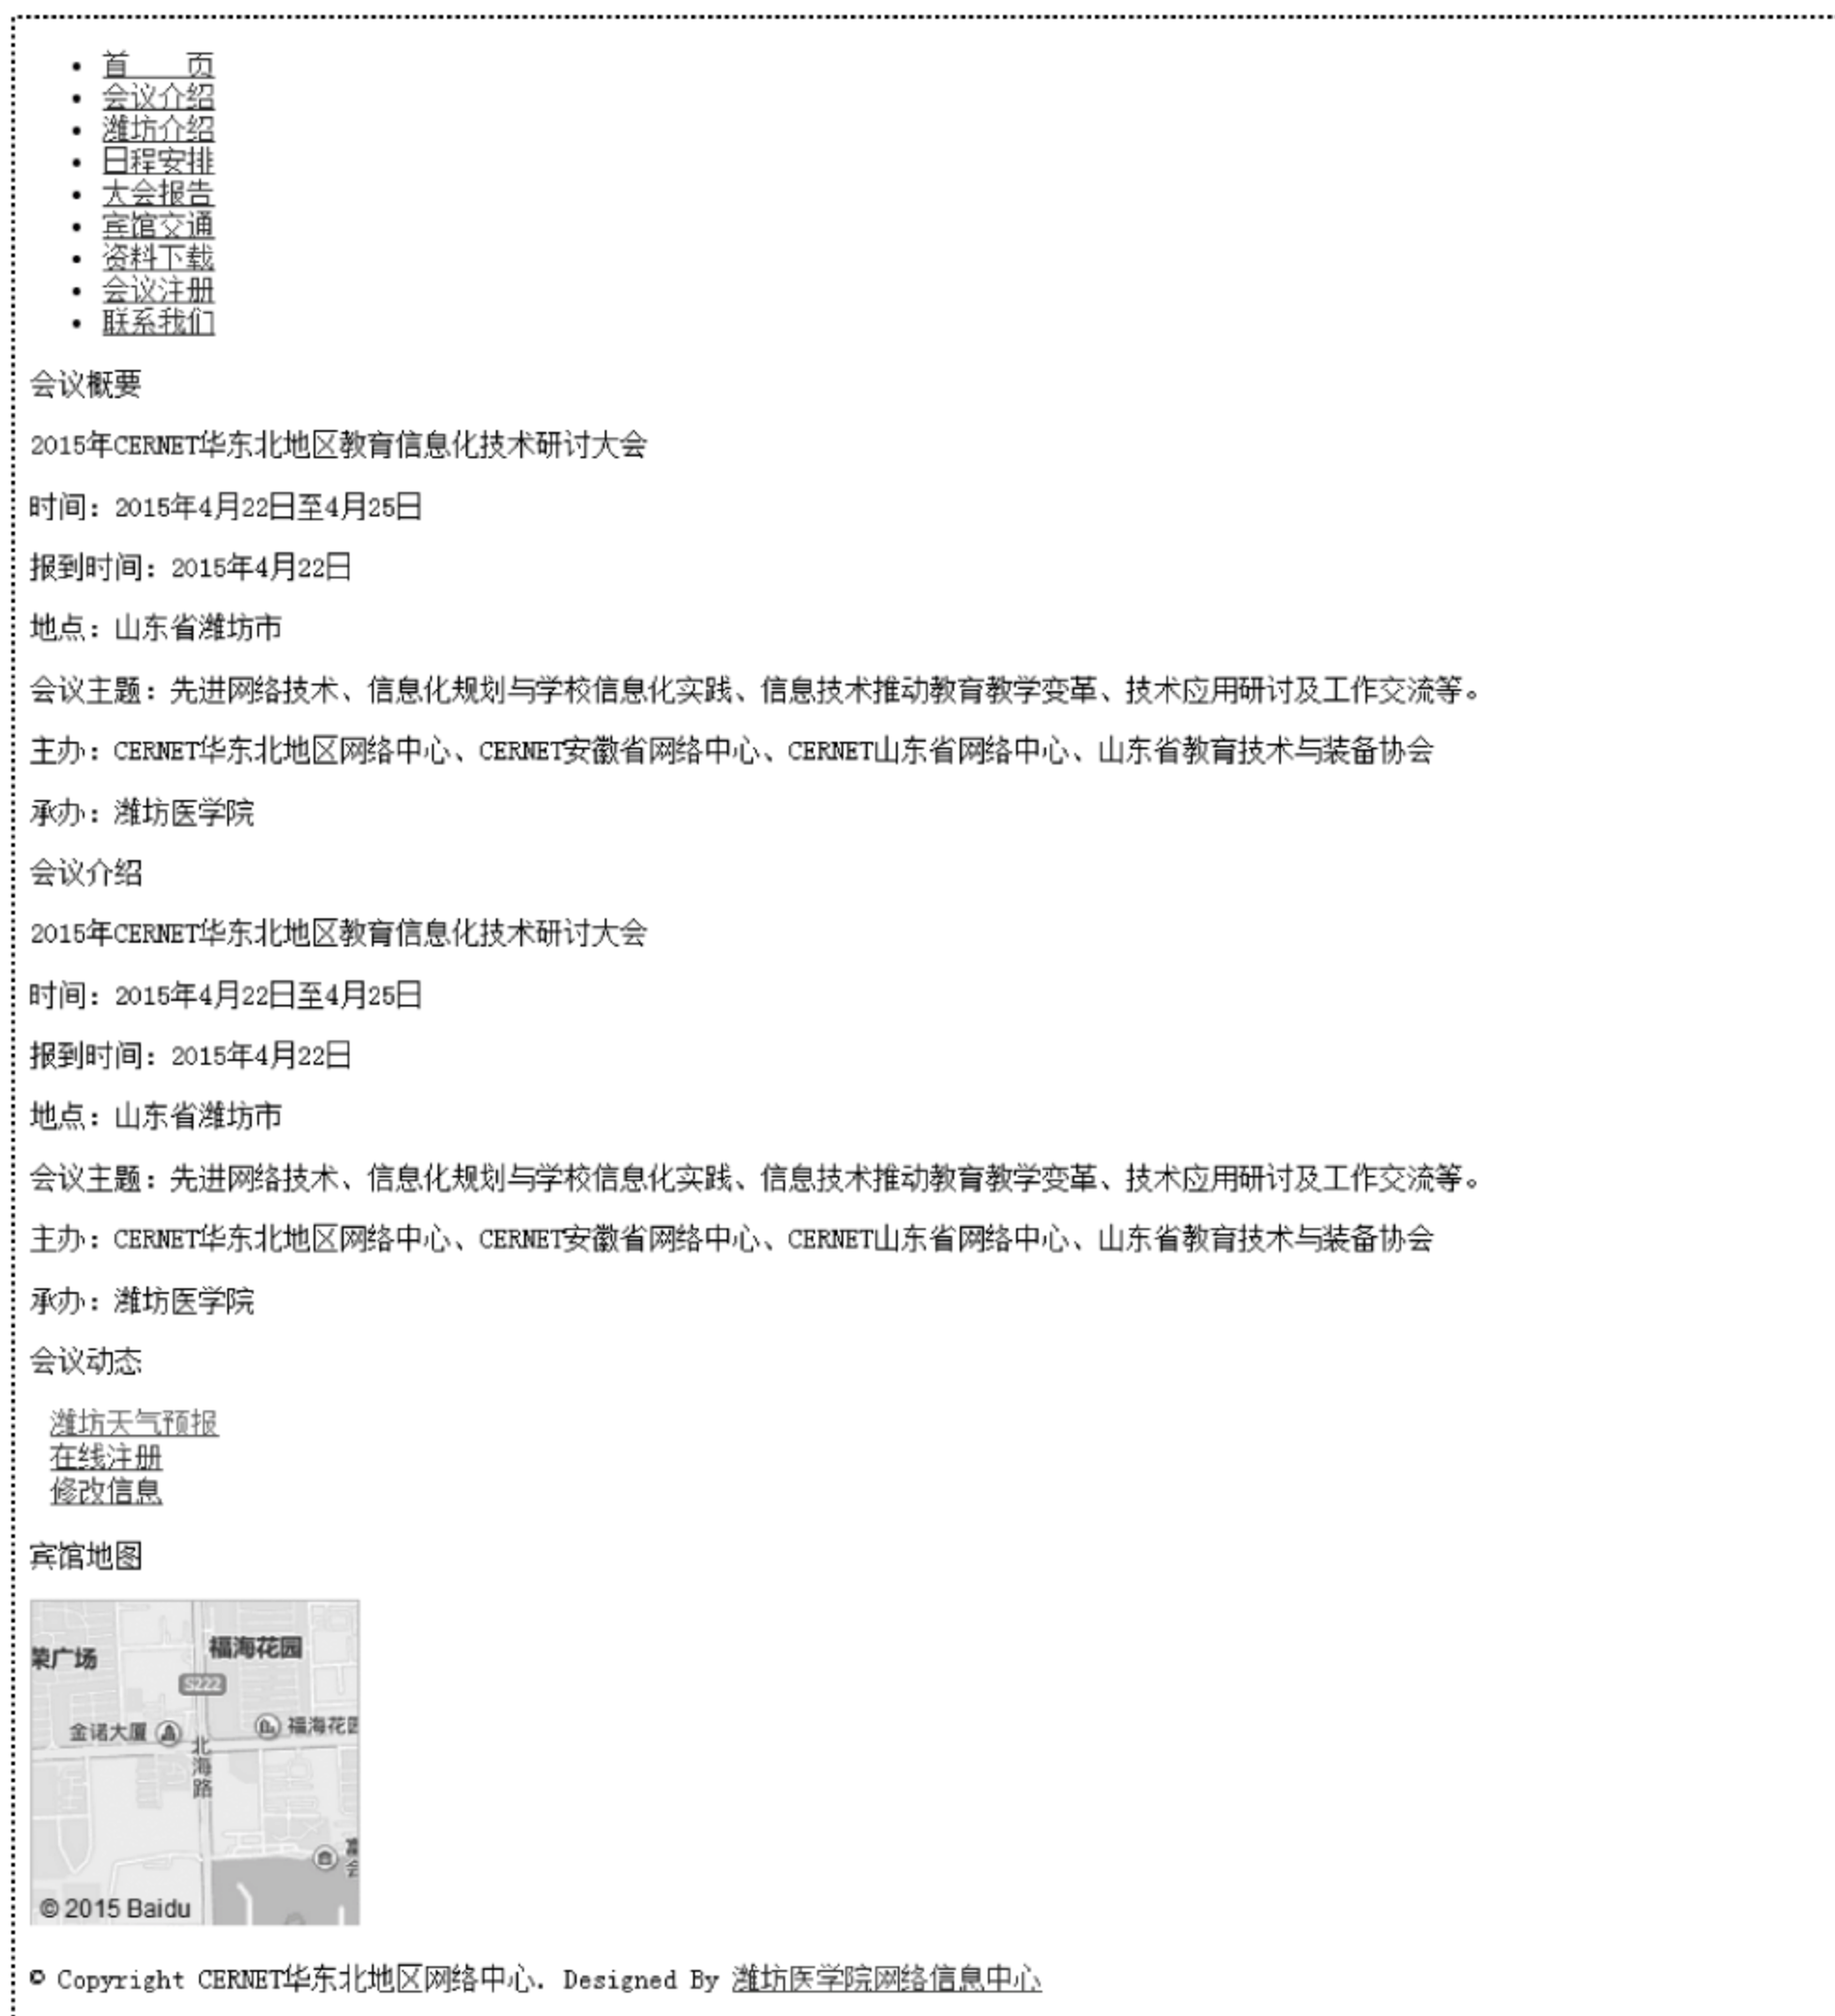 首　　页
会议介绍
潍坊介绍
日程安排
大会报告
宾馆交通
资料下载
会议注册
联系我们
会议概要
2015年CERNET华东北地区教育信息化技术研讨大会
时间：2015年4月22日至4月25日
报到时间：2015年4月22日
地点：山东省潍坊市
会议主题：先进网络技术、信息化规划与学校信息化实践、信息技术推动教育教学变革、技术应用研讨及工作交流等。
主办：CERNET华东北地区网络中心、CERNET安徽省网络中心、CERNET山东省网络中心、山东省教育技术与装备协会
承办：潍坊医学院
会议介绍
2015年CERNET华东北地区教育信息化技术研讨大会
时间：2015年4月22日至4月25日
报到时间：2015年4月22日
地点：山东省潍坊市
会议主题：先进网络技术、信息化规划与学校信息化实践、信息技术推动教育教学变革、技术应用研讨及工作交流等。
主办：CERNET华东北地区网络中心、CERNET安徽省网络中心、CERNET山东省网络中心、山东省教育技术与装备协会
承办：潍坊医学院
会议动态
潍坊天气预报
在线注册
修改信息
宾馆地图
福海花园
荣广场
S222
金诺大厦
福海花园
北海路
© 2015 Baidu
© Copyright CERNET华东北地区网络中心. Designed By 潍坊医学院网络信息中心